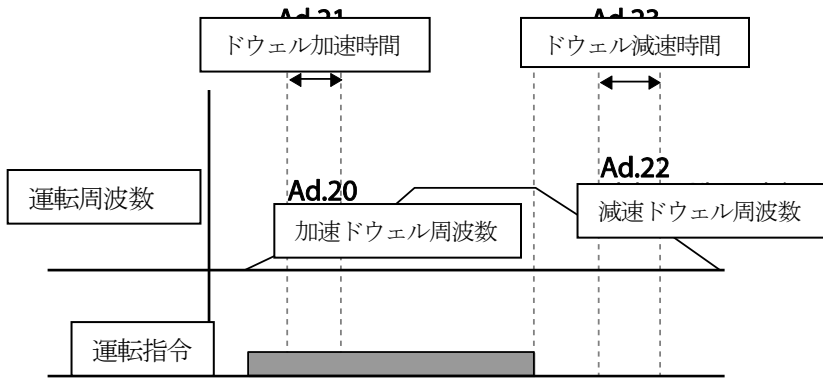 Ad.21
ドウェル加速時間
Ad.23
ドウェル減速時間
運転周波数
Ad.20
加速ドウェル周波数
Ad.22
減速ドウェル周波数
運転指令